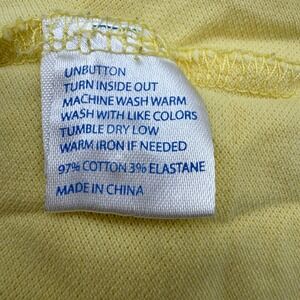 UNBUTTON
TURN INSIDE OUT
MACHINE WASH WARM
WASH WITH LIKE COLORS
TUMBLE DRY LOW
WARM IRON IF NEEDED
97% COTTON 3% ELASTANE
MADE IN CHINA